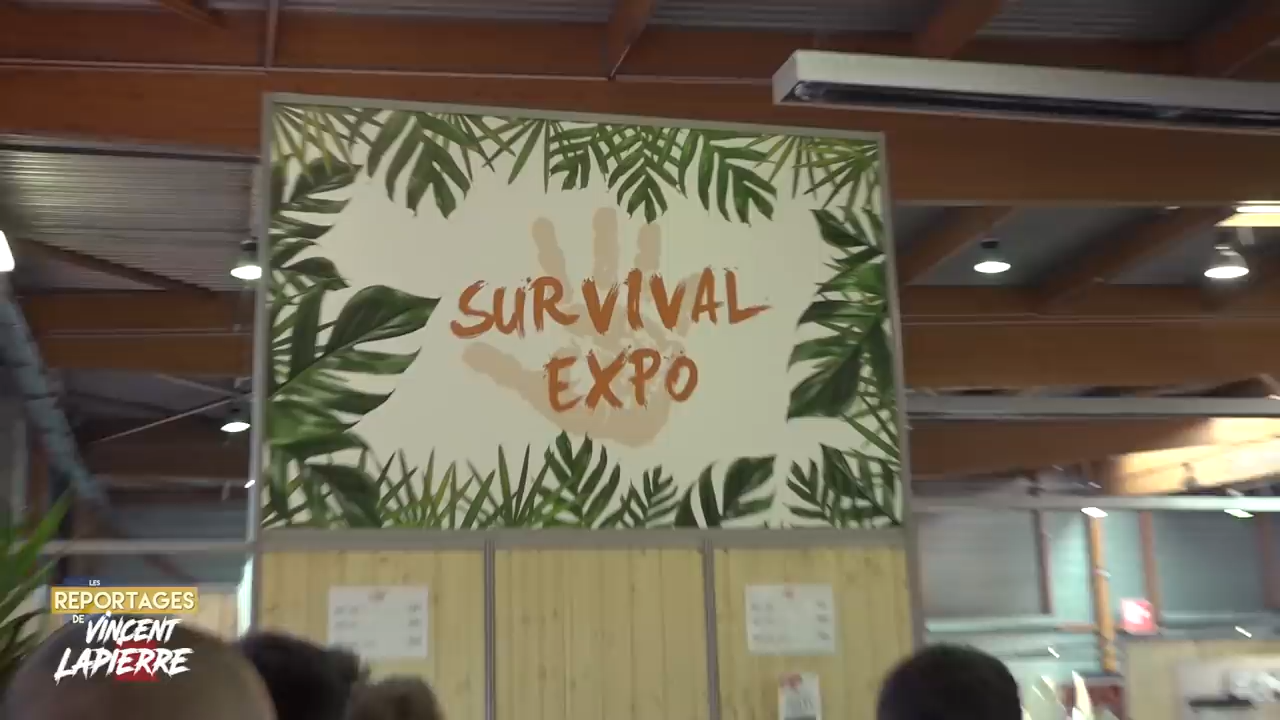 SURVIVAL
EXPO
LES
REPORTAGES
DE VINCENT
LAPIERRE